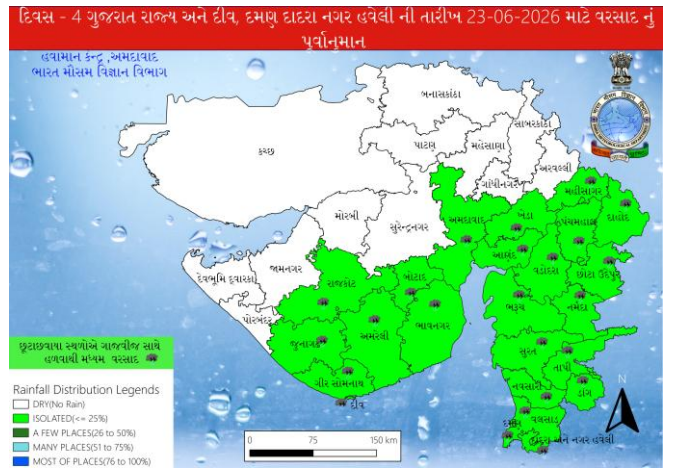 દિવસ - 4 ગુજરાત રાજ્ય અને દીવ, દમણ દાદરા નગર હવેલી ની તારીખ 23-06-2026 માટે વરસાદ નું
પુર્વાનુમાન
હવામાન કેન્દ્ર ,અમદાવાદ
ભારત મૌસમ વિજ્ઞાન વિભાગ
બનાસકાંઠા
સાબરકાંઠા
પાટણ
મહેસાણા
કચ્છ
અરવલ્લી
ગાંધીનગર
મહીસાગર
મોરબી
સુરેન્દ્રનગર
અમદાવાદ
ખેડા
પંચમહાલ
દાહોદ
આણંદ
જામનગર
દેવભૂમિ દ્વારકા
રાજકોટ
બોટાદ
વડોદરા
છોટા ઉદેપુર
પોરબંદર
ભરૂચ
નર્મદા
ભાવનગર
જુનાગઢ
અમરેલી
સુરત
તાપી
ગીર સોમનાથ
દીવ
નવસારી
ડાંગ
વલસાડ
દમણ
દાદરા અને નગર હવેલી
છૂટાછવાયા સ્થળોએ ગાજવીજ સાથે
હળવાથી મધ્યમ વરસાદ
Rainfall Distribution Legends
DRY(No Rain)
ISOLATED(<= 25%)
A FEW PLACES(26 to 50%)
MANY PLACES(51 to 75%)
MOST OF PLACES(76 to 100%)
0 75 150 km
N